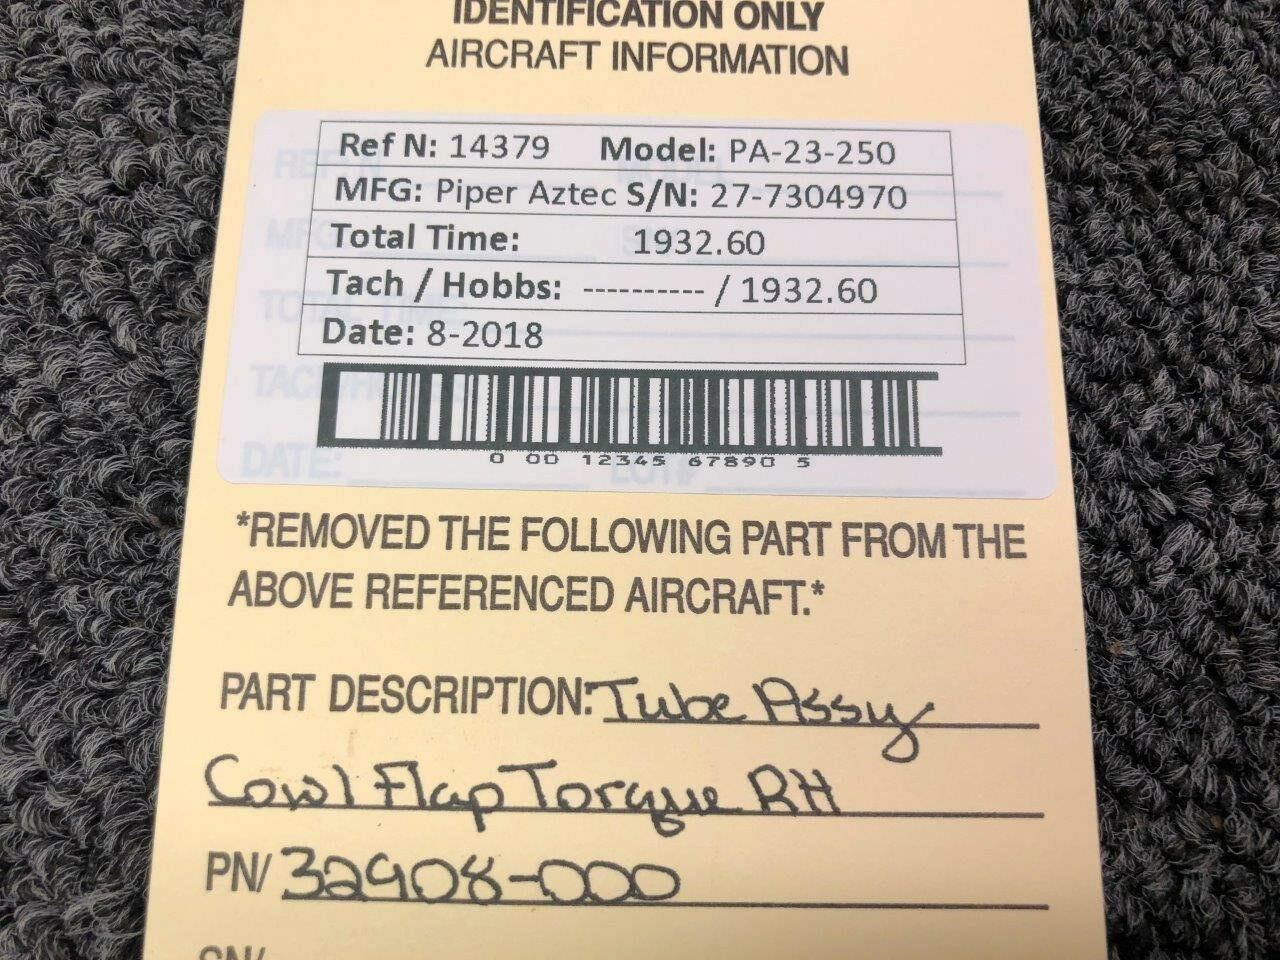 IDENTIFICATION ONLY
AIRCRAFT INFORMATION
Ref N: 14379 Model: PA-23-250
MFG: Piper Aztec S/N: 27-7304970
Total Time: 1932.60
Tach / Hobbs: ---------- / 1932.60
Date: 8-2018
0 00 12345 67890 5
*REMOVED THE FOLLOWING PART FROM THE
ABOVE REFERENCED AIRCRAFT.*
PART DESCRIPTION: Tube Assy
Cowl Flap Torque RH
PN/ 32908-000
SN/